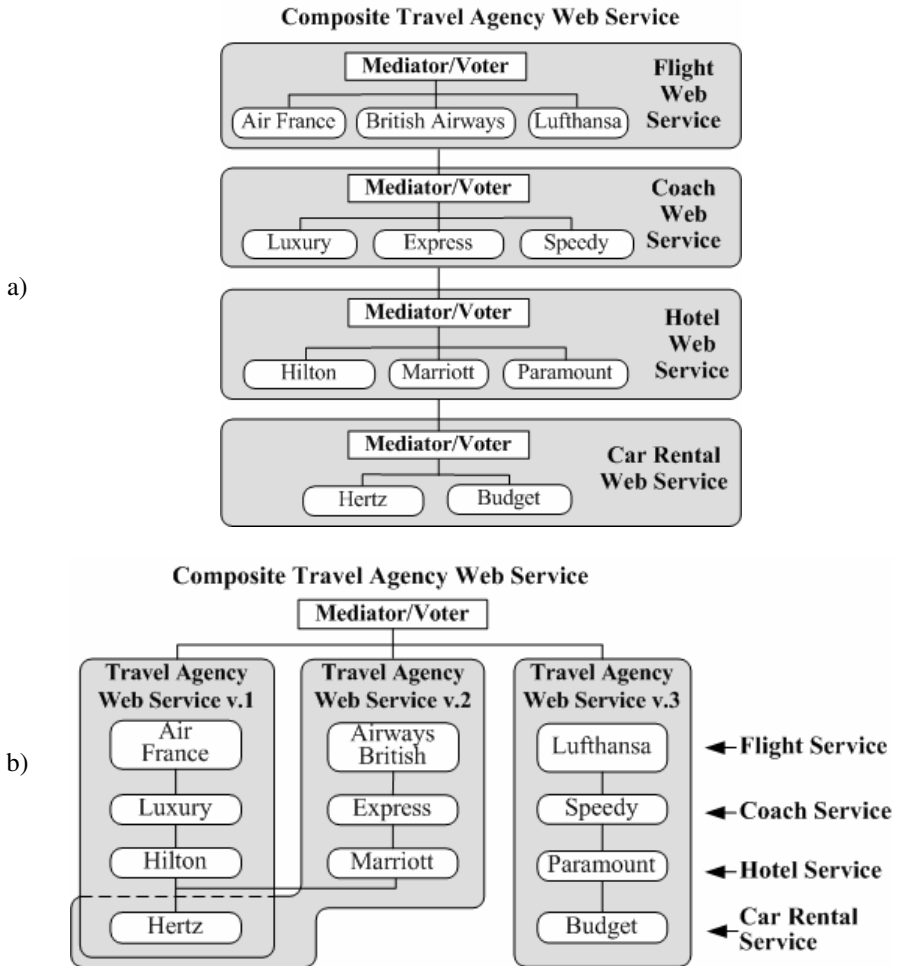 Composite Travel Agency Web Service
a)
Mediator/Voter
Air France
British Airways
Lufthansa
Flight
Web
Service
Mediator/Voter
Luxury
Express
Speedy
Coach
Web
Service
Mediator/Voter
Hilton
Marriott
Paramount
Hotel
Web
Service
Mediator/Voter
Hertz
Budget
Car Rental
Web Service
b)
Composite Travel Agency Web Service
Mediator/Voter
Travel Agency
Web Service v.1
Air
France
Luxury
Hilton
Hertz
Travel Agency
Web Service v.2
Airways
British
Express
Marriott
Travel Agency
Web Service v.3
Lufthansa
Speedy
Paramount
Budget
Flight Service
Coach Service
Hotel Service
Car Rental
Service